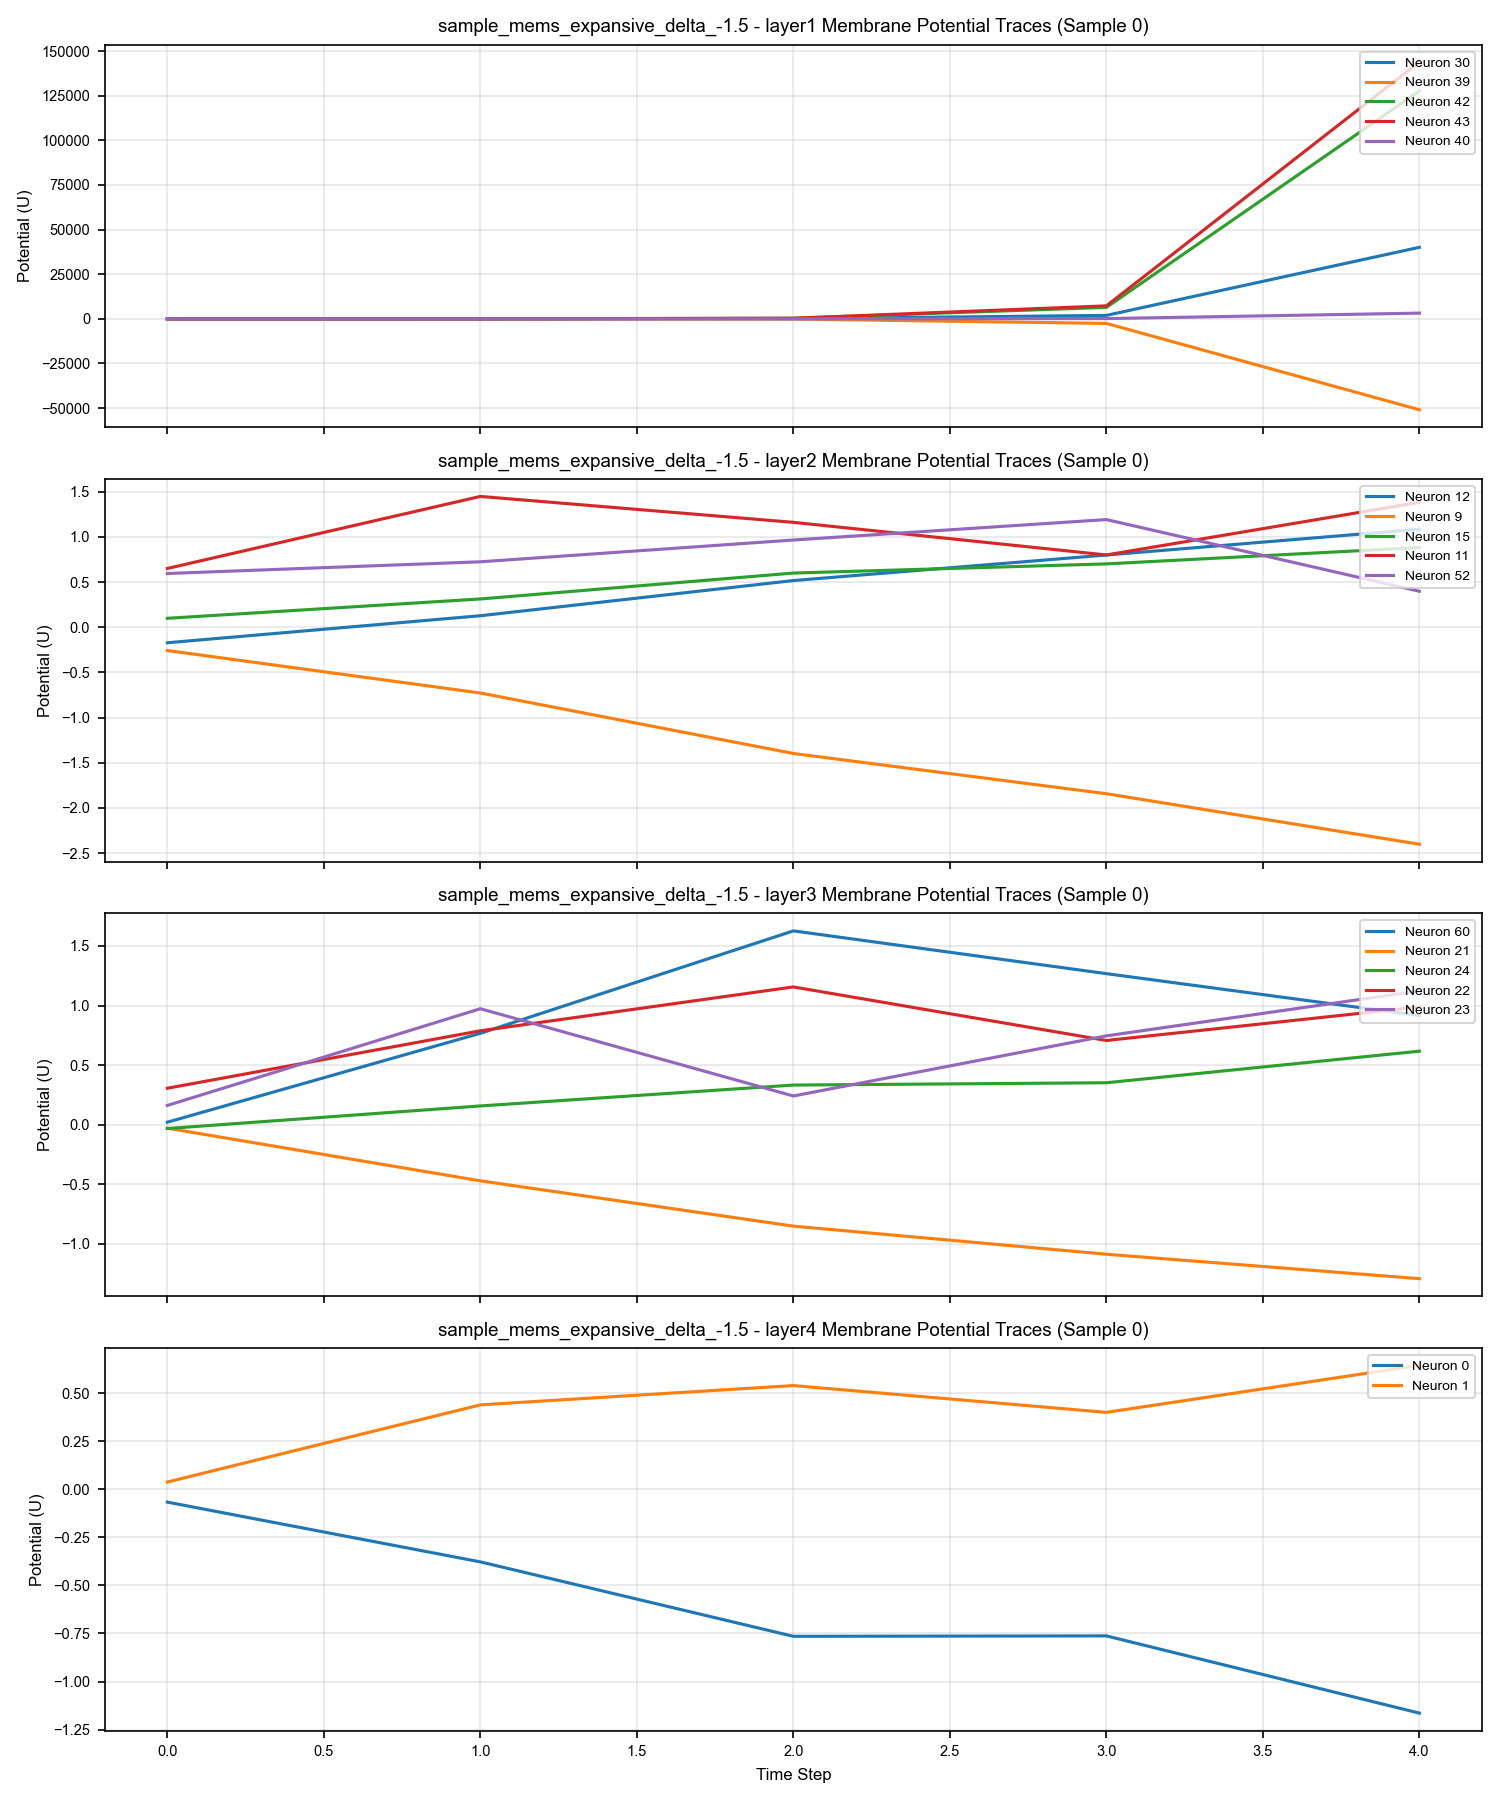 sample_mems_expansive_delta_-1.5 - layer1 Membrane Potential Traces (Sample 0)
150000
125000
100000
75000
50000
25000
0
−25000
−50000
Potential (U)
Neuron 30
Neuron 39
Neuron 42
Neuron 43
Neuron 40
sample_mems_expansive_delta_-1.5 - layer2 Membrane Potential Traces (Sample 0)
1.5
1.0
0.5
0.0
−0.5
−1.0
−1.5
−2.0
−2.5
Potential (U)
Neuron 12
Neuron 9
Neuron 15
Neuron 11
Neuron 52
sample_mems_expansive_delta_-1.5 - layer3 Membrane Potential Traces (Sample 0)
1.5
1.0
0.5
0.0
−0.5
−1.0
Potential (U)
Neuron 60
Neuron 21
Neuron 24
Neuron 22
Neuron 23
sample_mems_expansive_delta_-1.5 - layer4 Membrane Potential Traces (Sample 0)
0.50
0.25
0.00
−0.25
−0.50
−0.75
−1.00
−1.25
Potential (U)
Neuron 0
Neuron 1
0.0 0.5 1.0 1.5 2.0 2.5 3.0 3.5 4.0
Time Step